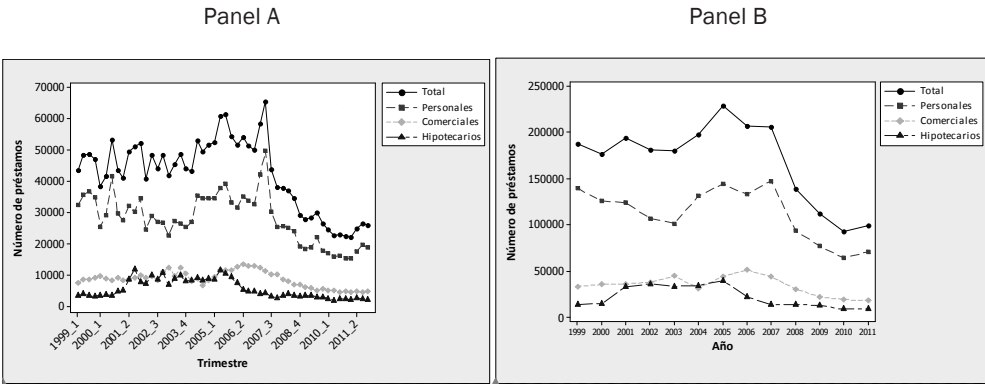 Panel A
Panel B
Número de préstamos
70000
60000
50000
40000
30000
20000
10000
0
1999_1
2000_1
2001_2
2002_3
2003_4
2005_1
2006_2
2007_3
2008_4
2010_1
2011_2
Trimestre
Total
Personales
Comerciales
Hipotecarios
Número de préstamos
250000
200000
150000
100000
50000
0
1999 2000 2001 2002 2003 2004 2005 2006 2007 2008 2009 2010 2011
Año
Total
Personales
Comerciales
Hipotecarios